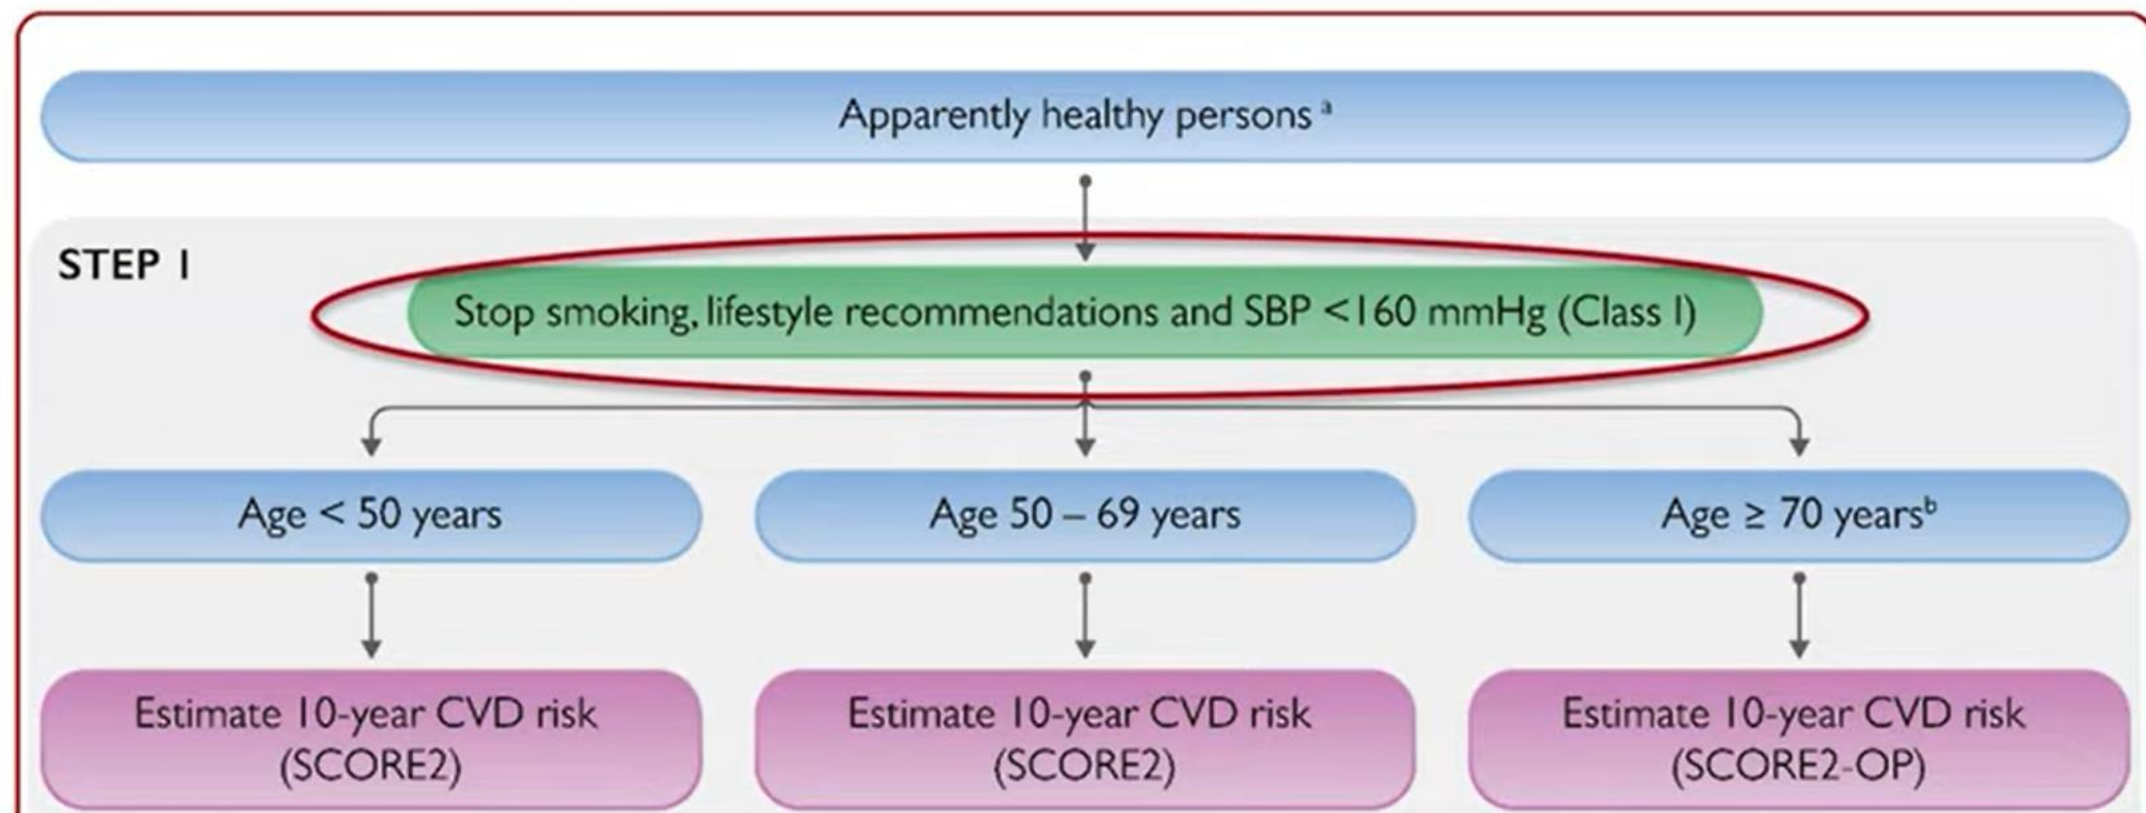 Apparently healthy persons ª
STEP 1
Stop smoking, lifestyle recommendations and SBP <160 mmHg (Class I)
Age < 50 years
Age 50 – 69 years
Age ≥ 70 yearsᵇ
Estimate 10-year CVD risk
(SCORE2)
Estimate 10-year CVD risk
(SCORE2)
Estimate 10-year CVD risk
(SCORE2-OP)